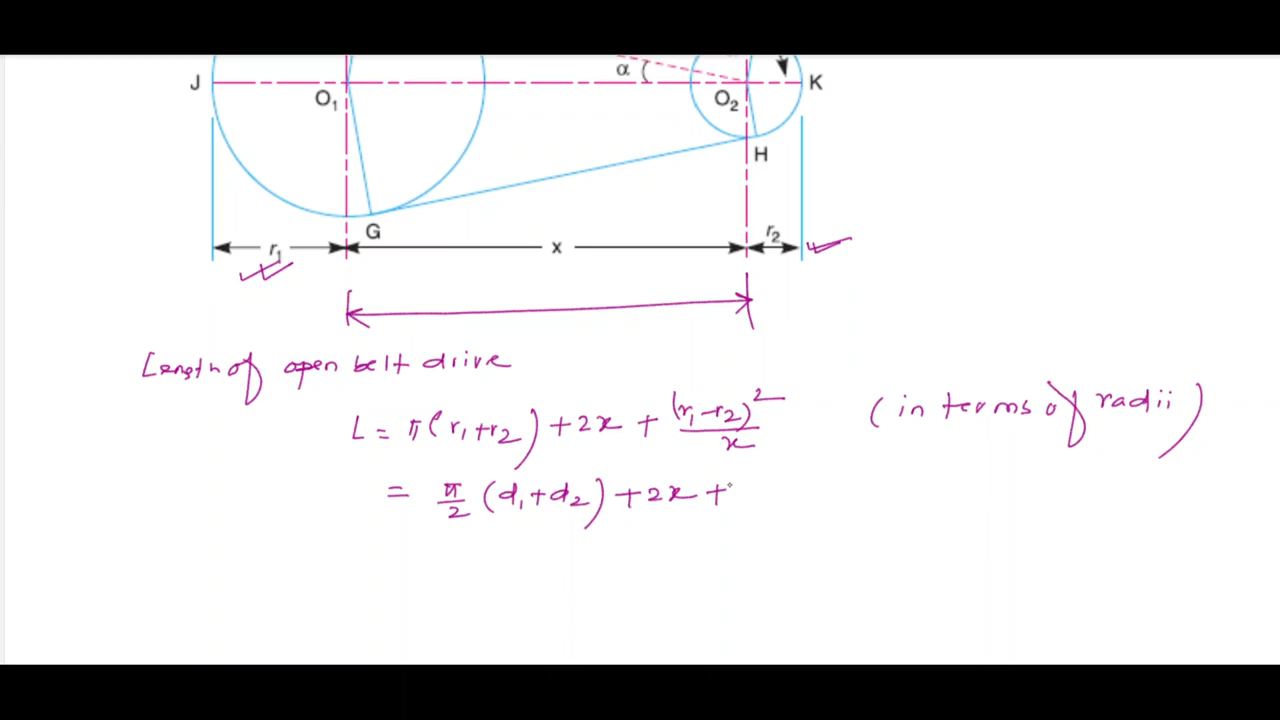 α
J O₁ O₂ K
H
G
r₁ x r₂
Length of open belt drive
L = π(r₁+r₂) + 2x + (r₁-r₂)²/x (in terms of radii)
= π/2 (d₁+d₂) + 2x +